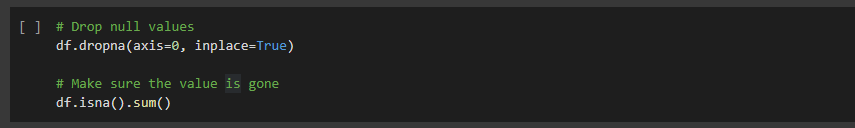 [ ] # Drop null values
df.dropna(axis=0, inplace=True)
# Make sure the value is gone
df.isna().sum()